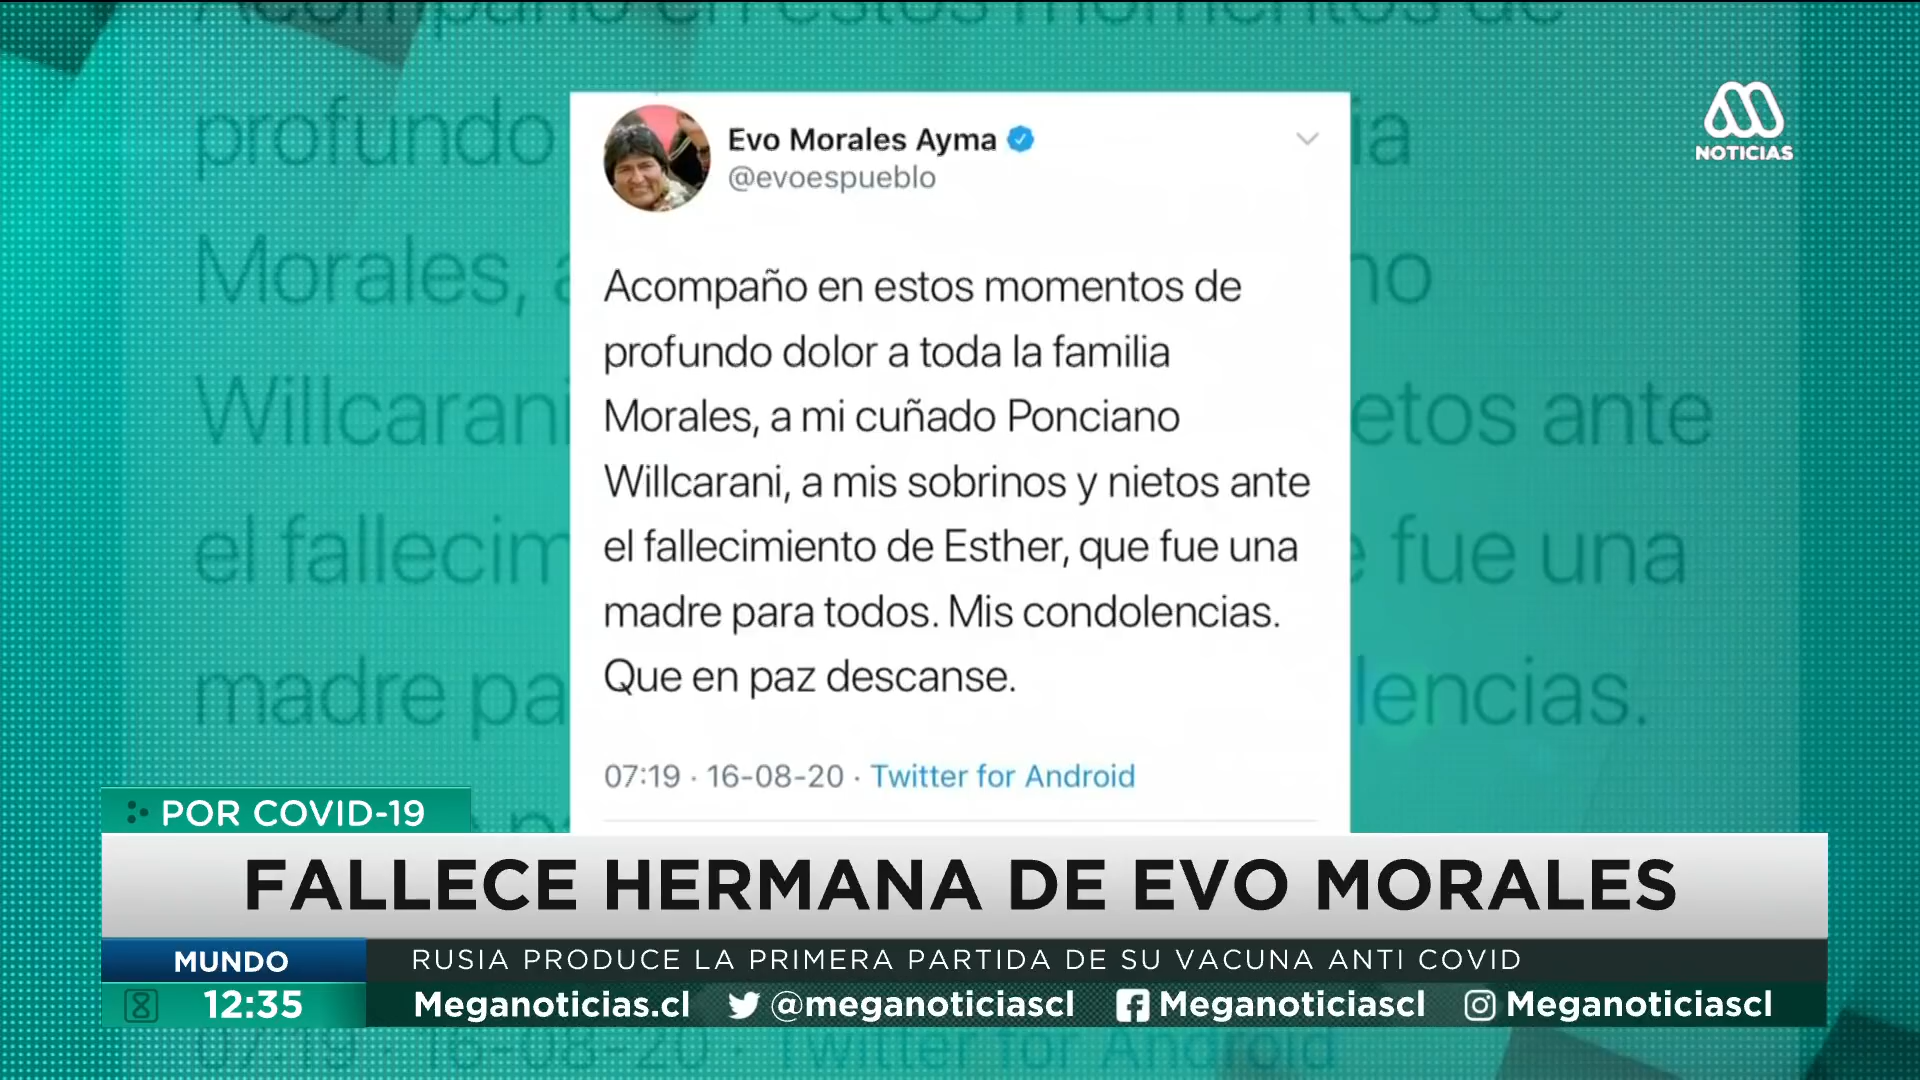 NOTICIAS
Evo Morales Ayma
@evoespueblo
Acompaño en estos momentos de
profundo dolor a toda la familia
Morales, a mi cuñado Ponciano
Willcarani, a mis sobrinos y nietos ante
el fallecimiento de Esther, que fue una
madre para todos. Mis condolencias.
Que en paz descanse.
07:19 · 16-08-20 · Twitter for Android
POR COVID-19
FALLECE HERMANA DE EVO MORALES
MUNDO RUSIA PRODUCE LA PRIMERA PARTIDA DE SU VACUNA ANTI COVID
12:35 Meganoticias.cl @meganoticiascl Meganoticiascl Meganoticiascl